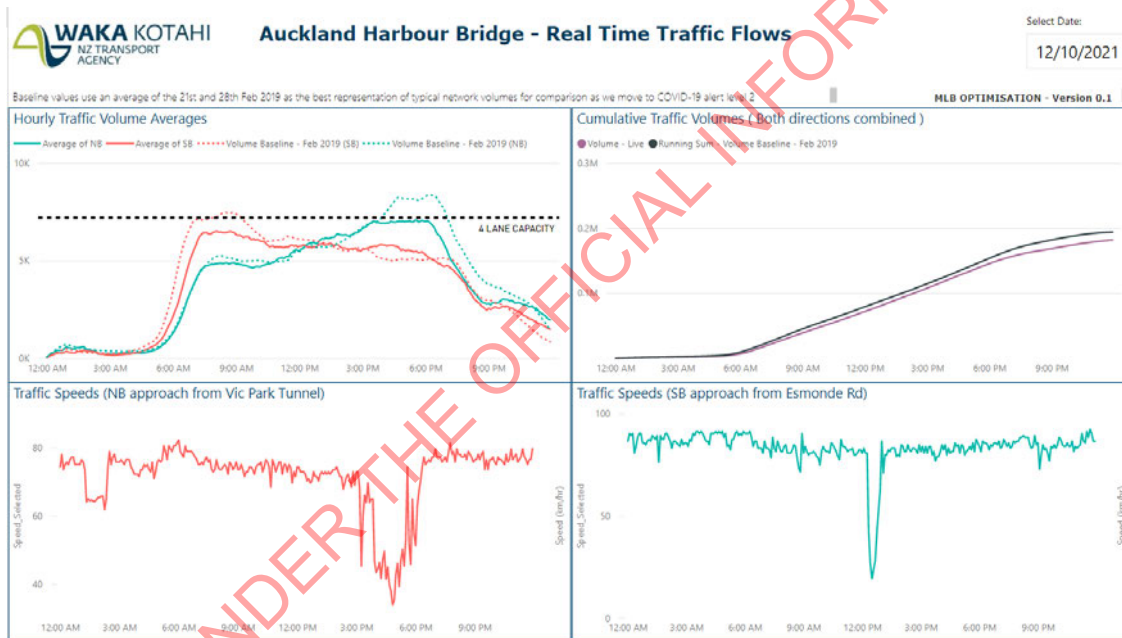 WAKA KOTAHI
NZ TRANSPORT
AGENCY
Auckland Harbour Bridge - Real Time Traffic Flows
Select Date:
12/10/2021
Baseline values use an average of the 21st and 28th Feb 2019 as the best representation of typical network volumes for comparison as we move to COVID-19 alert level 2
MLB OPTIMISATION - Version 0.1
Hourly Traffic Volume Averages
Average of NB Average of SB Volume Baseline - Feb 2019 (SB) Volume Baseline - Feb 2019 (NB)
10K
4 LANE CAPACITY
5K
0K
12:00 AM 3:00 AM 6:00 AM 9:00 AM 12:00 PM 3:00 PM 6:00 PM 9:00 PM
Cumulative Traffic Volumes ( Both directions combined )
Volume - Live Running Sum - Volume Baseline - Feb 2019
0.3M
0.2M
0.1M
12:00 AM 3:00 AM 6:00 AM 9:00 AM 12:00 PM 3:00 PM 6:00 PM 9:00 PM
Traffic Speeds (NB approach from Vic Park Tunnel)
80
60
40
Speed_Selected
Speed (km/hr)
12:00 AM 3:00 AM 6:00 AM 9:00 AM 12:00 PM 3:00 PM 6:00 PM 9:00 PM
Traffic Speeds (SB approach from Esmonde Rd)
100
50
0
Speed_Selected
Speed (km/hr)
12:00 AM 3:00 AM 6:00 AM 9:00 AM 12:00 PM 3:00 PM 6:00 PM 9:00 PM
UNDER THE OFFICIAL INFOR